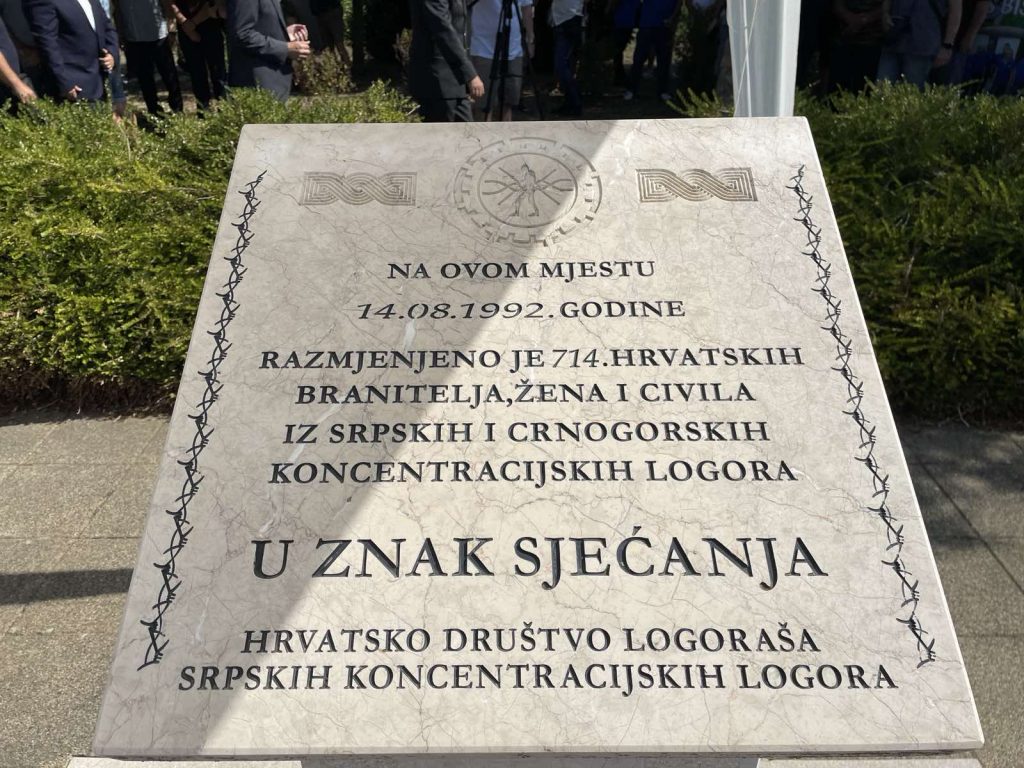 NA OVOM MJESTU
14.08.1992.GODINE
RAZMJENJENO JE 714.HRVATSKIH
BRANITELJA,ŽENA I CIVILA
IZ SRPSKIH I CRNOGORSKIH
KONCENTRACIJSKIH LOGORA
U ZNAK SJEĆANJA
HRVATSKO DRUŠTVO LOGORAŠA
SRPSKIH KONCENTRACIJSKIH LOGORA